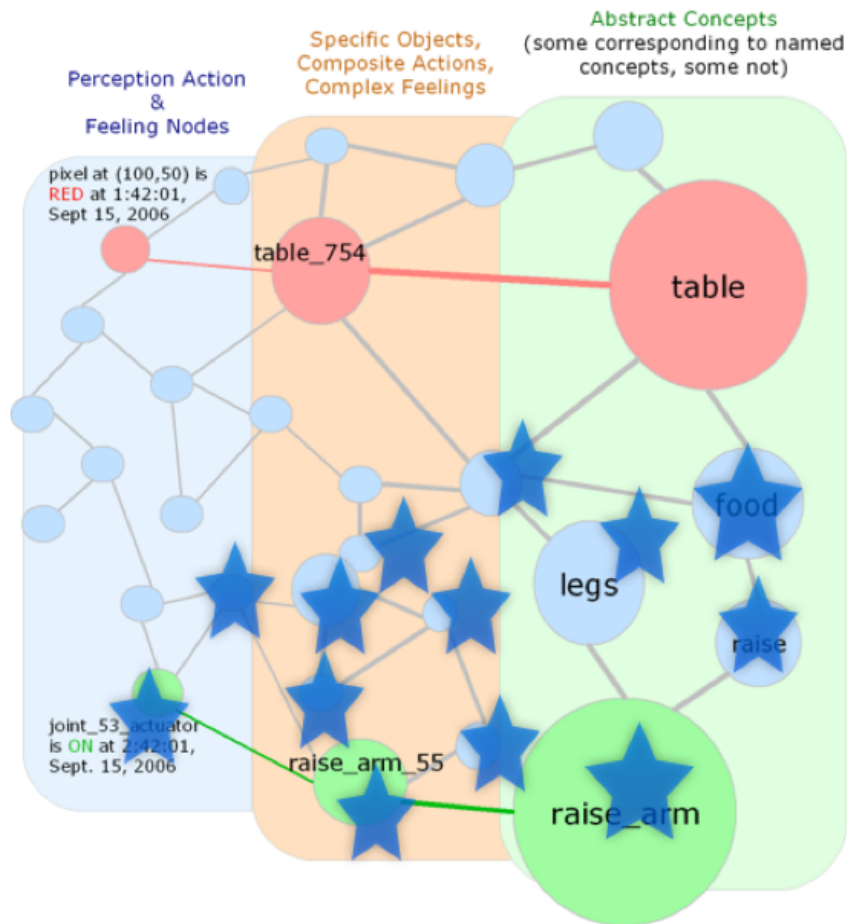 Abstract Concepts
(some corresponding to named
concepts, some not)
Specific Objects,
Composite Actions,
Complex Feelings
Perception Action
&
Feeling Nodes
pixel at (100,50) is
RED at 1:42:01,
Sept 15, 2006
table_754
table
food
legs
raise
joint_53_actuator
is ON at 2:42:01,
Sept. 15, 2006
raise_arm_55
raise_arm